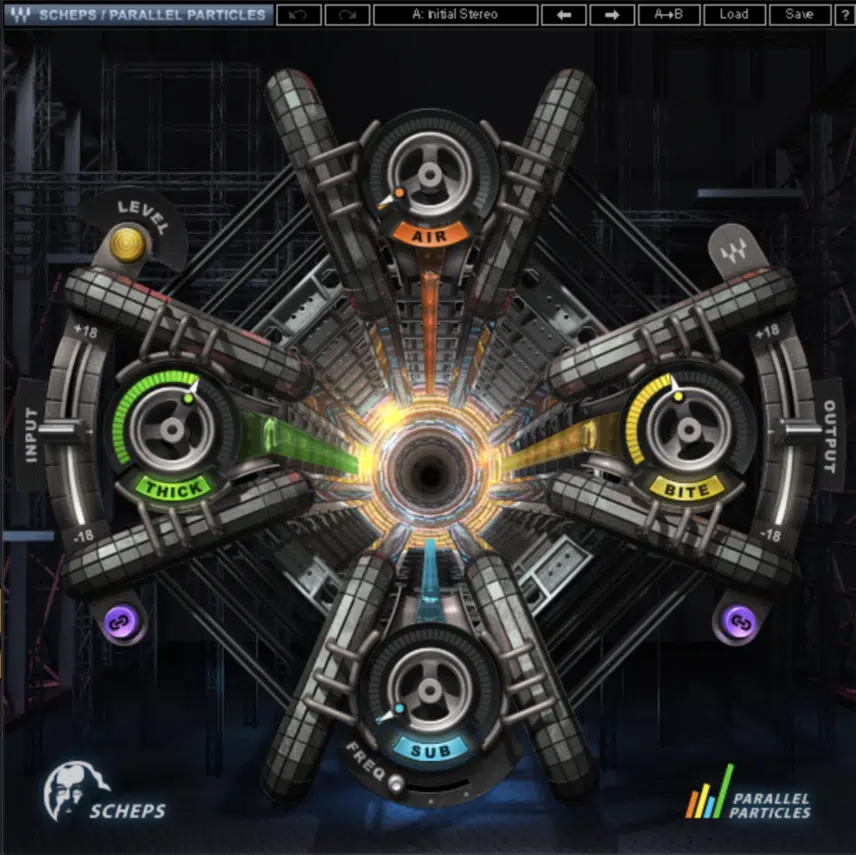 SCHEPS / PARALLEL PARTICLES
A: Initial Stereo
A→B
Load
Save
?
AIR
LEVEL
+18
+18
INPUT
OUTPUT
THICK
BITE
-18
-18
SUB
FREQ
SCHEPS
PARALLEL
PARTICLES